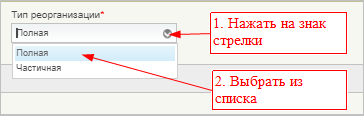 Тип реорганизации*
Полная
Полная
Частичная
1. Нажать на знак
стрелки
2. Выбрать из
списка